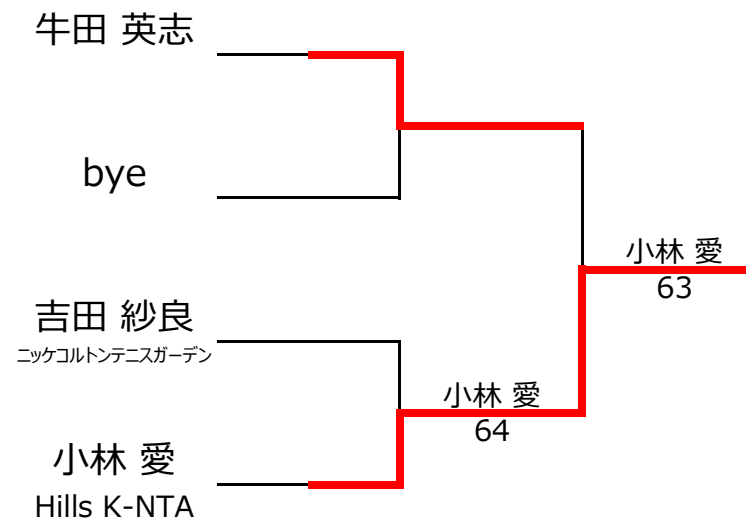 牛田 英志
bye
吉田 紗良
ニッケコルトンテニスガーデン
小林 愛
Hills K-NTA
小林 愛
64
小林 愛
63